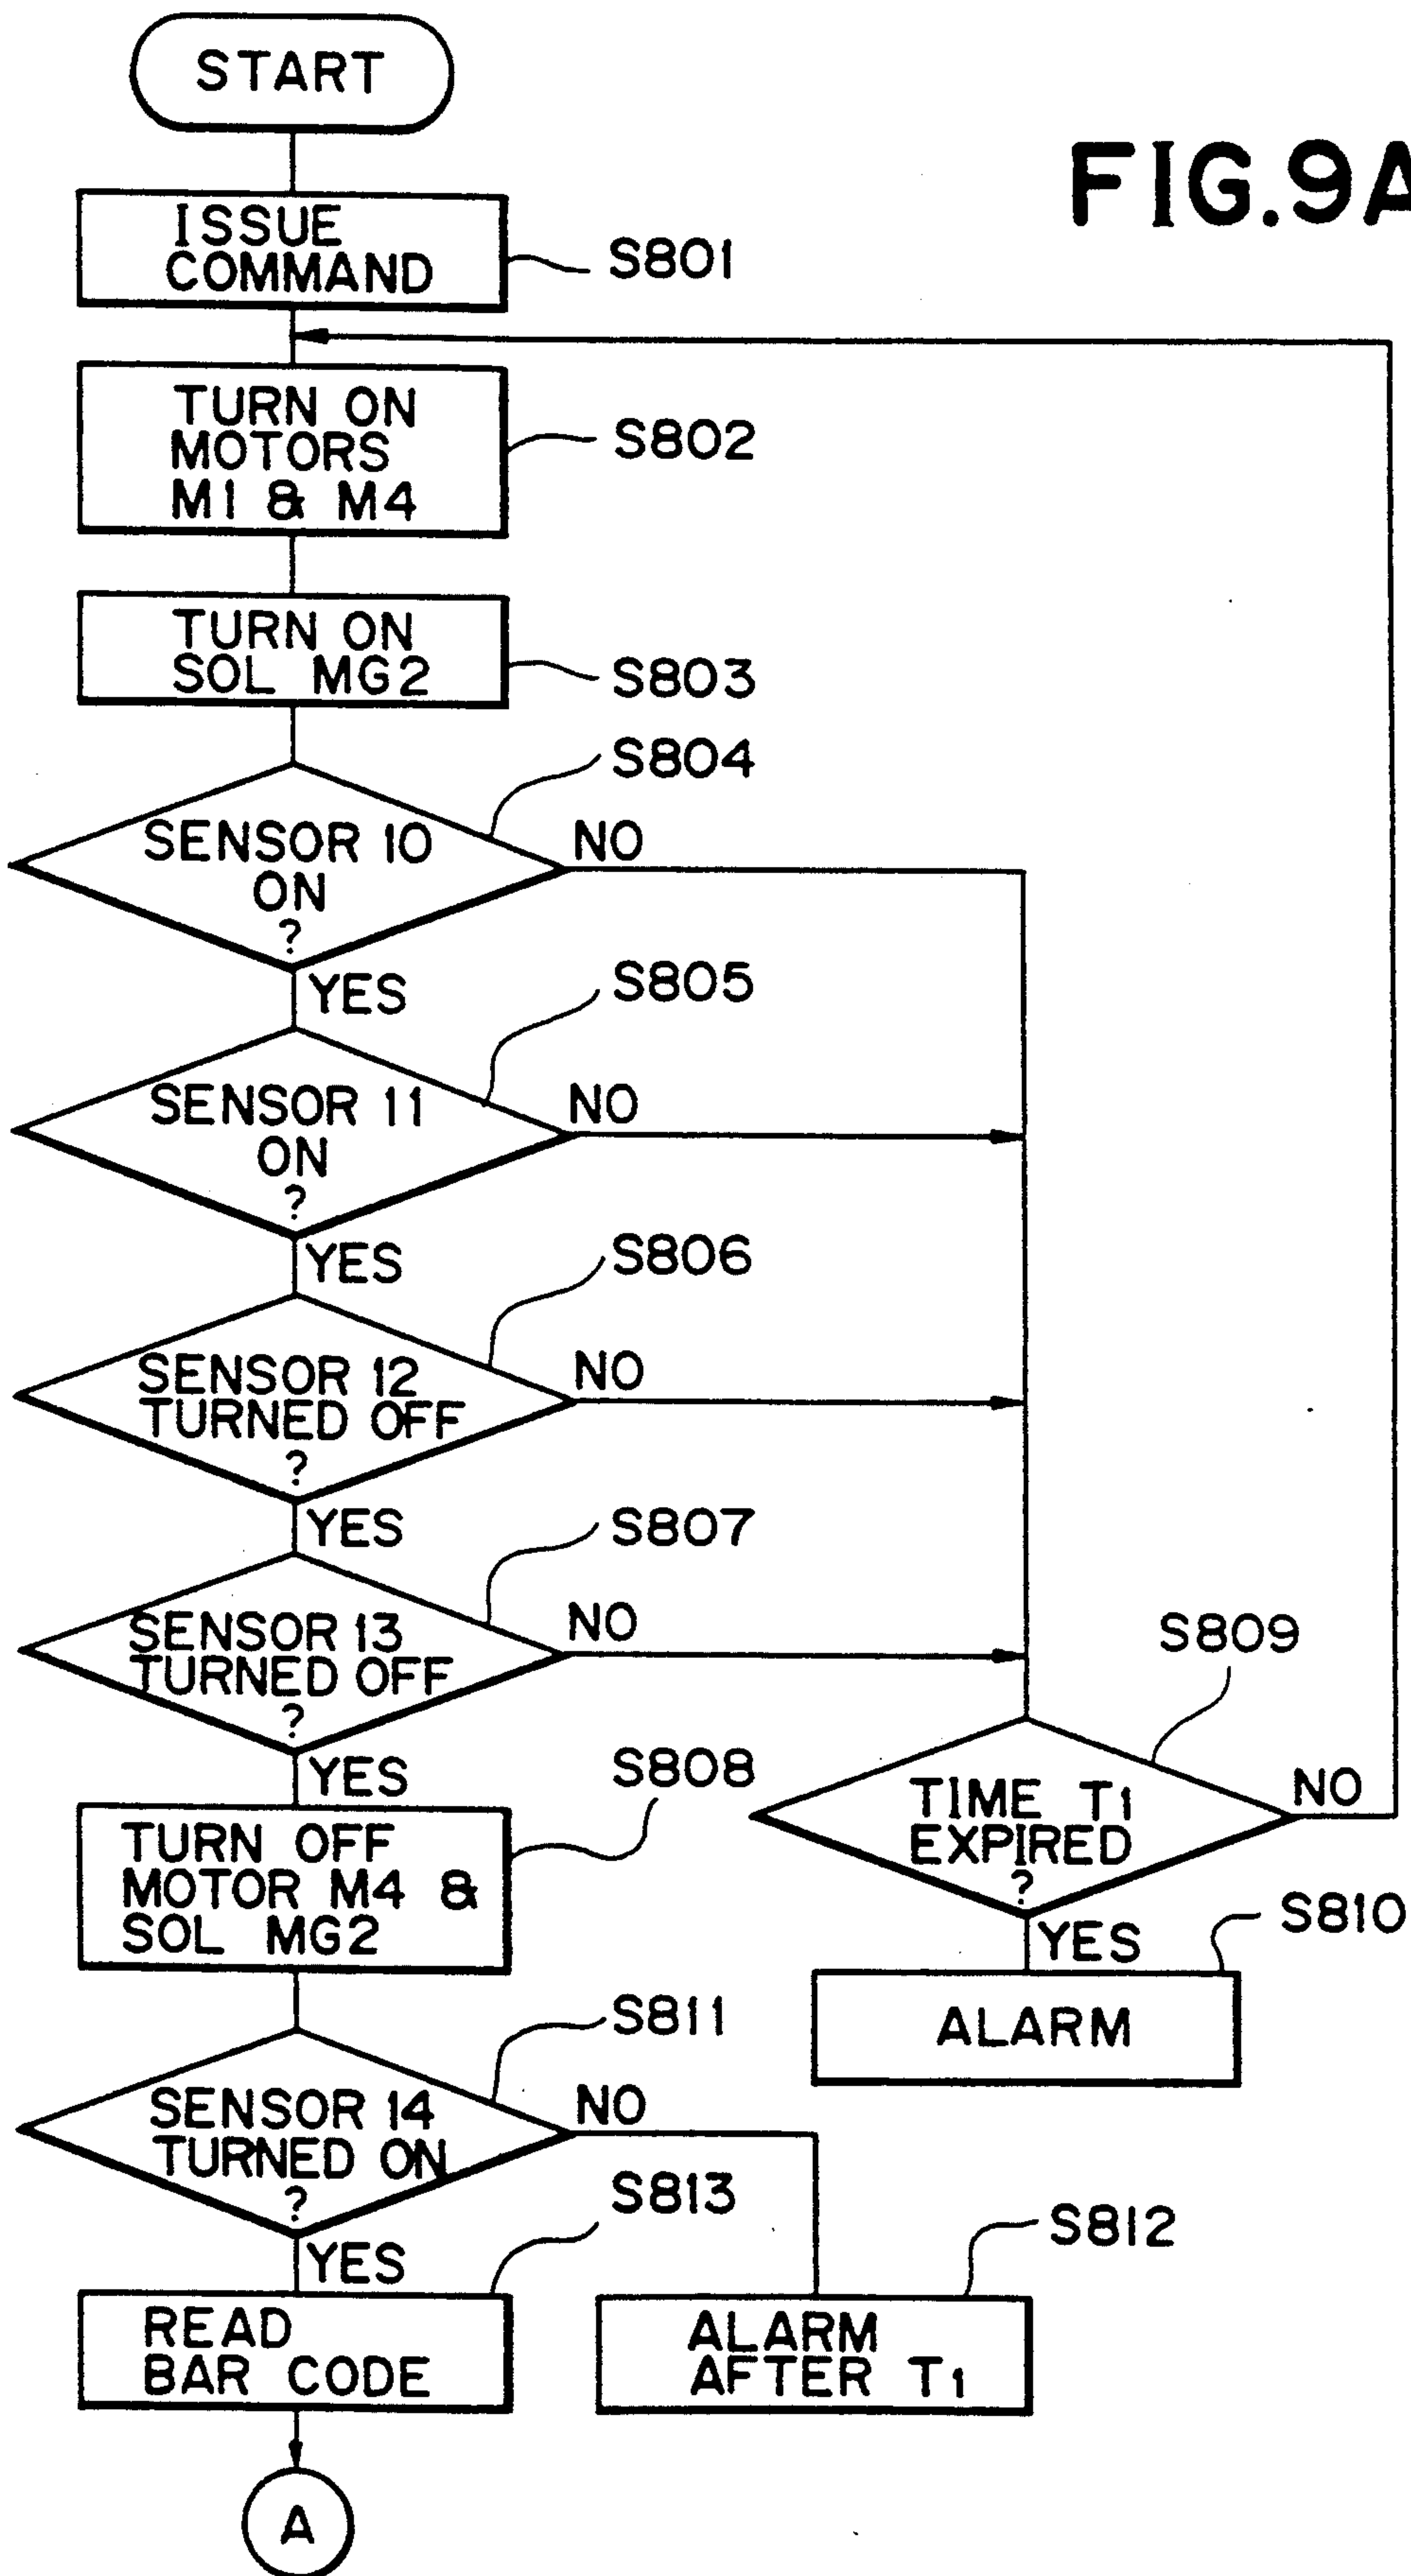 START
FIG.9A
ISSUE
COMMAND
S801
TURN ON
MOTORS
M1 & M4
S802
TURN ON
SOL MG2
S803
S804
SENSOR 10
ON
?
NO
YES
S805
SENSOR 11
ON
?
NO
YES
S806
SENSOR 12
TURNED OFF
?
NO
YES
S807
SENSOR 13
TURNED OFF
?
NO
YES
S808
TURN OFF
MOTOR M4 &
SOL MG2
S809
TIME T1
EXPIRED
?
NO
YES
S810
ALARM
S811
SENSOR 14
TURNED ON
?
NO
YES
S813
READ
BAR CODE
S812
ALARM
AFTER T1
A